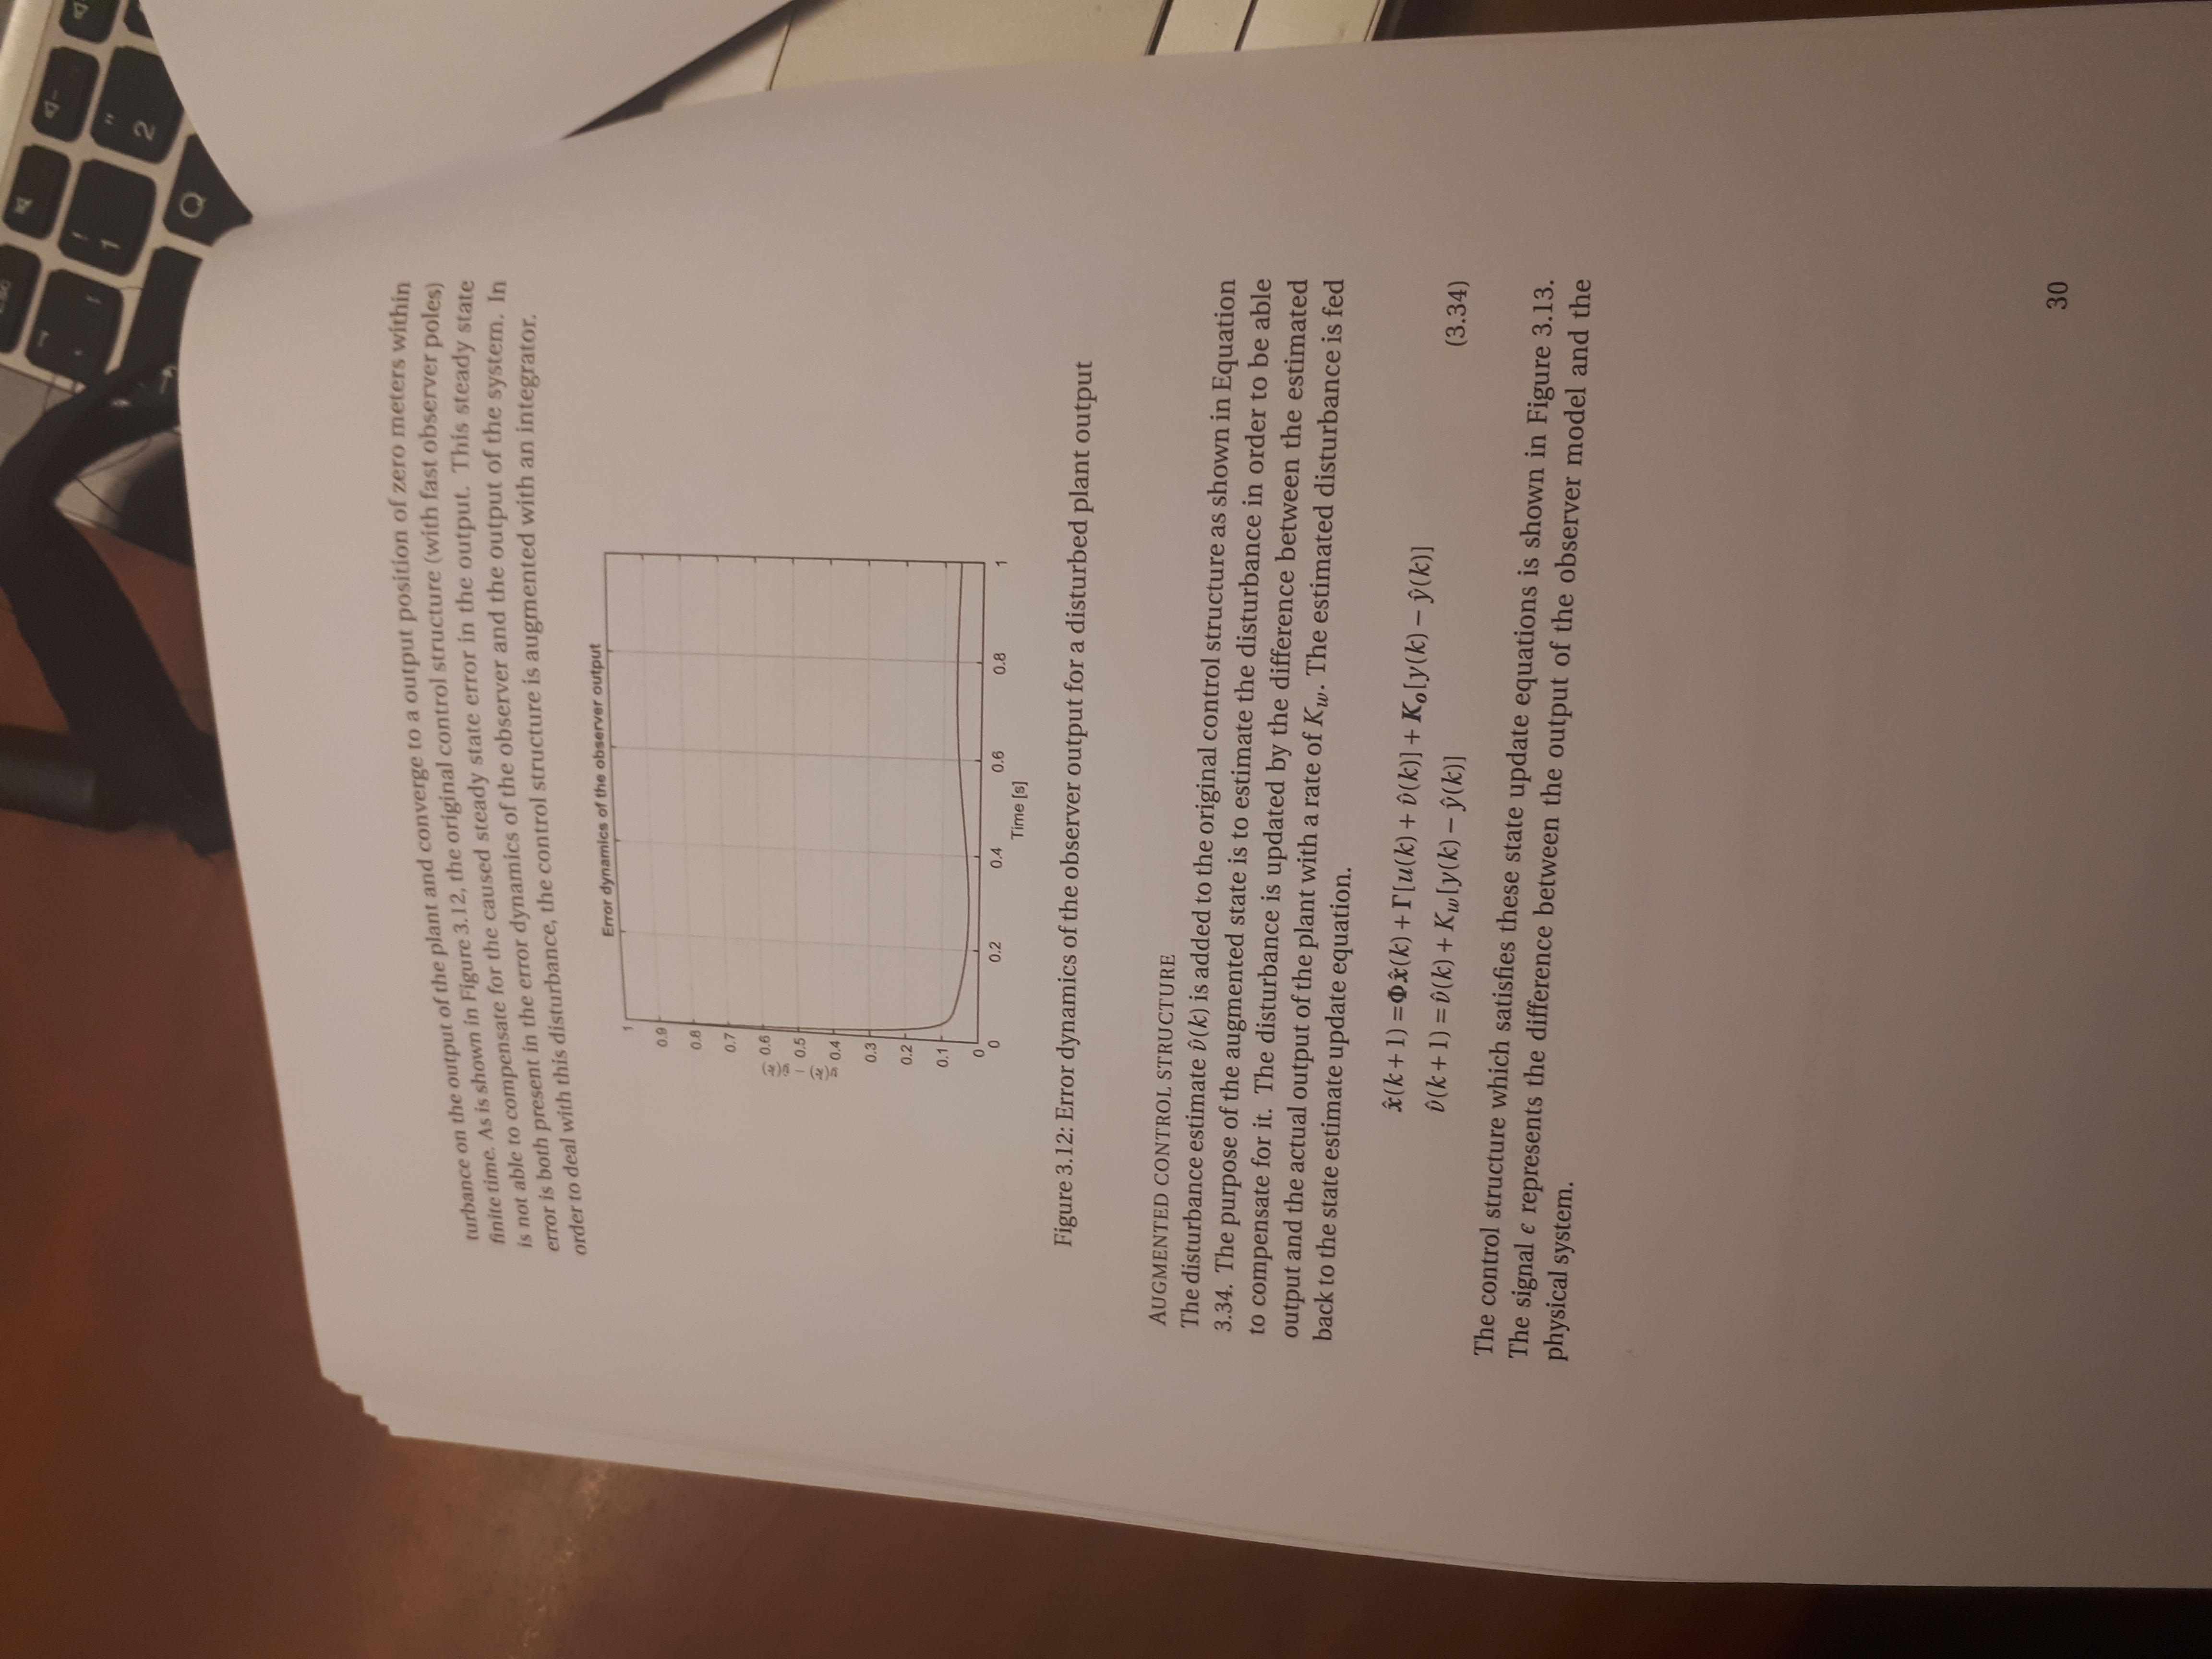 esc
!
1
"
2
Q
turbance on the output of the plant and converge to a output position of zero meters within
finite time. As is shown in Figure 3.12, the original control structure (with fast observer poles)
is not able to compensate for the caused steady state error in the output. This steady state
error is both present in the error dynamics of the observer and the output of the system. In
order to deal with this disturbance, the control structure is augmented with an integrator.
Error dynamics of the observer output
1
0.9
0.8
0.7
0.6
0.5
0.4
0.3
0.2
0.1
0
y(k) − ŷ(k)
0 0.2 0.4 0.6 0.8 1
Time [s]
Figure 3.12: Error dynamics of the observer output for a disturbed plant output
AUGMENTED CONTROL STRUCTURE
The disturbance estimate v̂(k) is added to the original control structure as shown in Equation
3.34. The purpose of the augmented state is to estimate the disturbance in order to be able
to compensate for it. The disturbance is updated by the difference between the estimated
output and the actual output of the plant with a rate of K_w. The estimated disturbance is fed
back to the state estimate update equation.
x̂(k+1) =Φx̂(k) + Γ[u(k) + v̂(k)] + K_o[y(k) − ŷ(k)]
v̂(k+1) = v̂(k) + K_w[y(k) − ŷ(k)]
(3.34)
The control structure which satisfies these state update equations is shown in Figure 3.13.
The signal ϵ represents the difference between the output of the observer model and the
physical system.
30